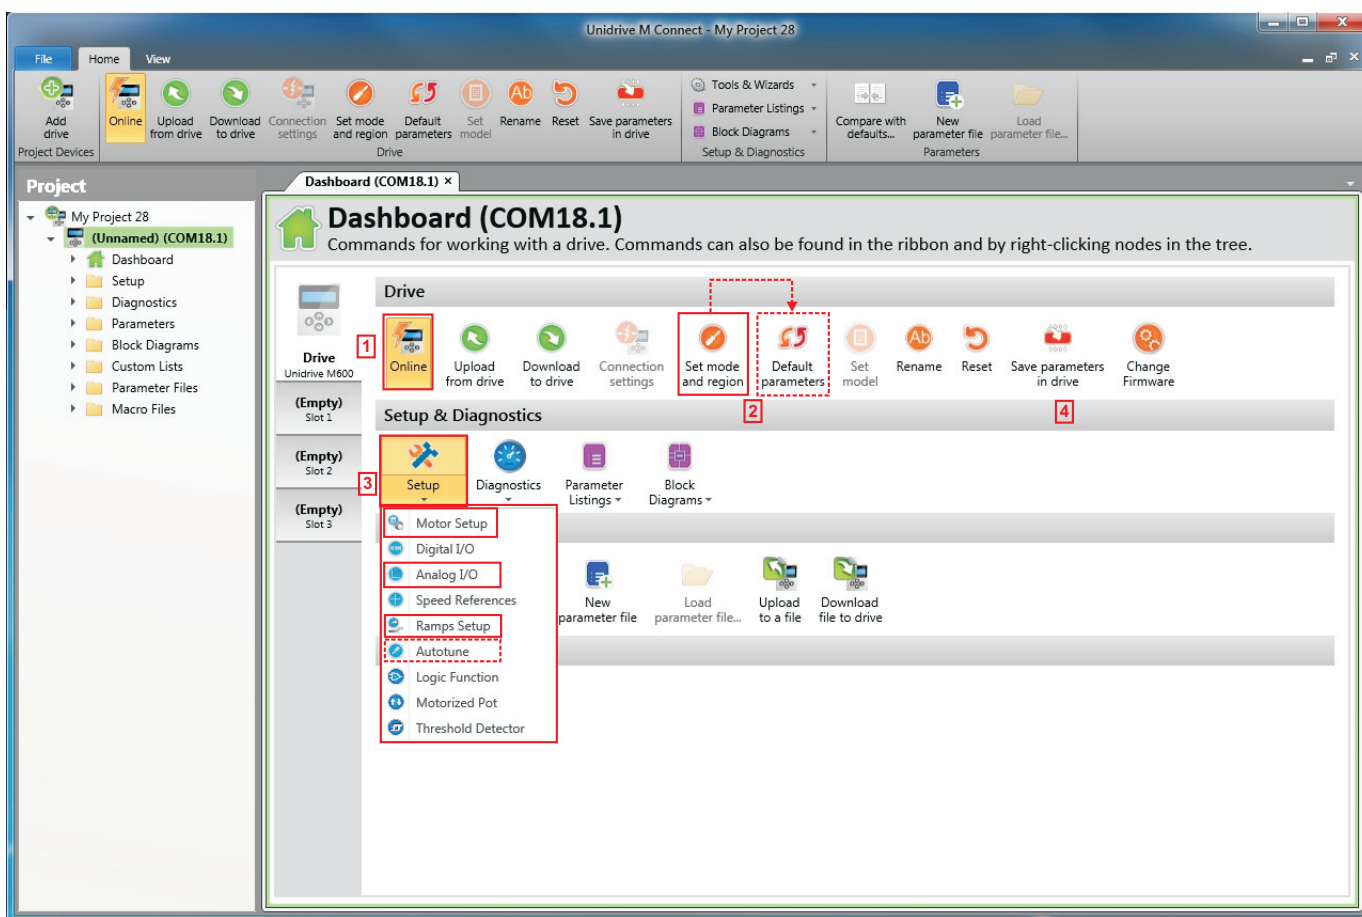 Unidrive M Connect - My Project 28
File Home View
Add drive
Online
Upload from drive
Download to drive
Connection settings
Set mode and region
Default parameters
Set model
Rename
Reset
Save parameters in drive
Tools & Wizards
Parameter Listings
Block Diagrams
Compare with defaults...
New parameter file
Load parameter file...
Project Devices
Drive
Setup & Diagnostics
Parameters
Project
My Project 28
(Unnamed) (COM18.1)
Dashboard
Setup
Diagnostics
Parameters
Block Diagrams
Custom Lists
Parameter Files
Macro Files
Dashboard (COM18.1) ×
Dashboard (COM18.1)
Commands for working with a drive. Commands can also be found in the ribbon and by right-clicking nodes in the tree.
Drive
Unidrive M600
(Empty)
Slot 1
(Empty)
Slot 2
(Empty)
Slot 3
Drive
1
Online
Upload
from drive
Download
to drive
Connection
settings
Set mode
and region
Default
parameters
Set
model
Rename
Reset
Save parameters
in drive
Change
Firmware
2
4
Setup & Diagnostics
3
Setup
Diagnostics
Parameter
Listings
Block
Diagrams
Motor Setup
Digital I/O
Analog I/O
Speed References
Ramps Setup
Autotune
Logic Function
Motorized Pot
Threshold Detector
New
parameter file
Load
parameter file...
Upload
to a file
Download
file to drive